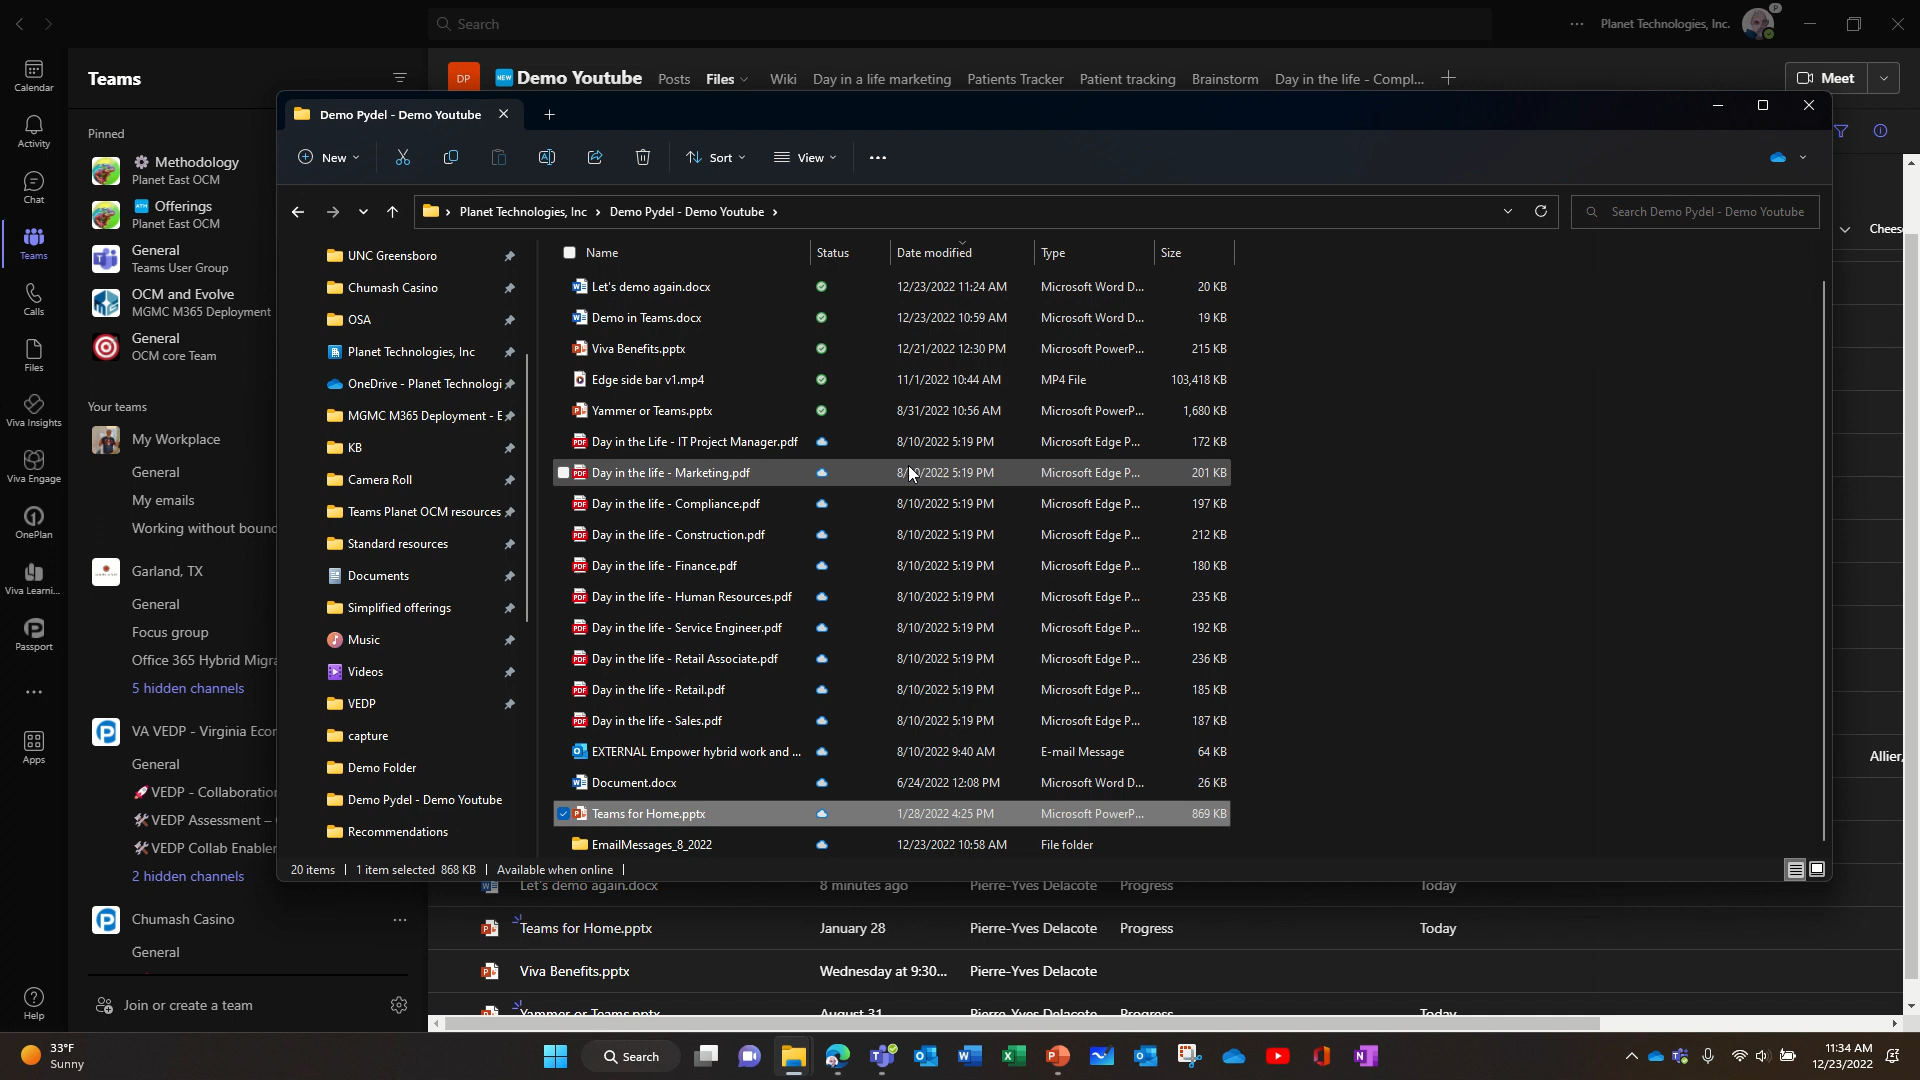 Search
Planet Technologies, Inc.
P
Calendar
Activity
Chat
Teams
Calls
Files
Viva Insights
Viva Engage
OnePlan
Viva Learni...
Passport
Apps
Help
Teams
Pinned
Methodology
Planet East OCM
Offerings
Planet East OCM
General
Teams User Group
OCM and Evolve
MGMC M365 Deployment
General
OCM core Team
Your teams
My Workplace
General
My emails
Working without bound
Garland, TX
General
Focus group
Office 365 Hybrid Migra
5 hidden channels
VA VEDP - Virginia Econ
General
VEDP - Collaboration
VEDP Assessment –
VEDP Collab Enabler
2 hidden channels
Chumash Casino
General
Join or create a team
DP
NEW Demo Youtube Posts Files Wiki Day in a life marketing Patients Tracker Patient tracking Brainstorm Day in the life - Compl...
Meet
Demo Pydel - Demo Youtube
New Sort View
Planet Technologies, Inc > Demo Pydel - Demo Youtube >
Search Demo Pydel - Demo Youtube
UNC Greensboro
Chumash Casino
OSA
Planet Technologies, Inc
OneDrive - Planet Technologi
MGMC M365 Deployment - E
KB
Camera Roll
Teams Planet OCM resources
Standard resources
Documents
Simplified offerings
Music
Videos
VEDP
capture
Demo Folder
Demo Pydel - Demo Youtube
Recommendations
Name Status Date modified Type Size
Let's demo again.docx 12/23/2022 11:24 AM Microsoft Word D... 20 KB
Demo in Teams.docx 12/23/2022 10:59 AM Microsoft Word D... 19 KB
Viva Benefits.pptx 12/21/2022 12:30 PM Microsoft PowerP... 215 KB
Edge side bar v1.mp4 11/1/2022 10:44 AM MP4 File 103,418 KB
Yammer or Teams.pptx 8/31/2022 10:56 AM Microsoft PowerP... 1,680 KB
Day in the Life - IT Project Manager.pdf 8/10/2022 5:19 PM Microsoft Edge P... 172 KB
Day in the life - Marketing.pdf 8/10/2022 5:19 PM Microsoft Edge P... 201 KB
Day in the life - Compliance.pdf 8/10/2022 5:19 PM Microsoft Edge P... 197 KB
Day in the life - Construction.pdf 8/10/2022 5:19 PM Microsoft Edge P... 212 KB
Day in the life - Finance.pdf 8/10/2022 5:19 PM Microsoft Edge P... 180 KB
Day in the life - Human Resources.pdf 8/10/2022 5:19 PM Microsoft Edge P... 235 KB
Day in the life - Service Engineer.pdf 8/10/2022 5:19 PM Microsoft Edge P... 192 KB
Day in the life - Retail Associate.pdf 8/10/2022 5:19 PM Microsoft Edge P... 236 KB
Day in the life - Retail.pdf 8/10/2022 5:19 PM Microsoft Edge P... 185 KB
Day in the life - Sales.pdf 8/10/2022 5:19 PM Microsoft Edge P... 187 KB
EXTERNAL Empower hybrid work and ... 8/10/2022 9:40 AM E-mail Message 64 KB
Document.docx 6/24/2022 12:08 PM Microsoft Word D... 26 KB
Teams for Home.pptx 1/28/2022 4:25 PM Microsoft PowerP... 869 KB
EmailMessages_8_2022 12/23/2022 10:58 AM File folder
20 items 1 item selected 868 KB Available when online
Chees
Allier,
Let's demo again.docx 8 minutes ago Pierre-Yves Delacote Progress Today
Teams for Home.pptx January 28 Pierre-Yves Delacote Progress Today
Viva Benefits.pptx Wednesday at 9:30... Pierre-Yves Delacote
Yammer or Teams.pptx August 31 Pierre-Yves Delacote Progress Today
33°F
Sunny
Search
11:34 AM
12/23/2022